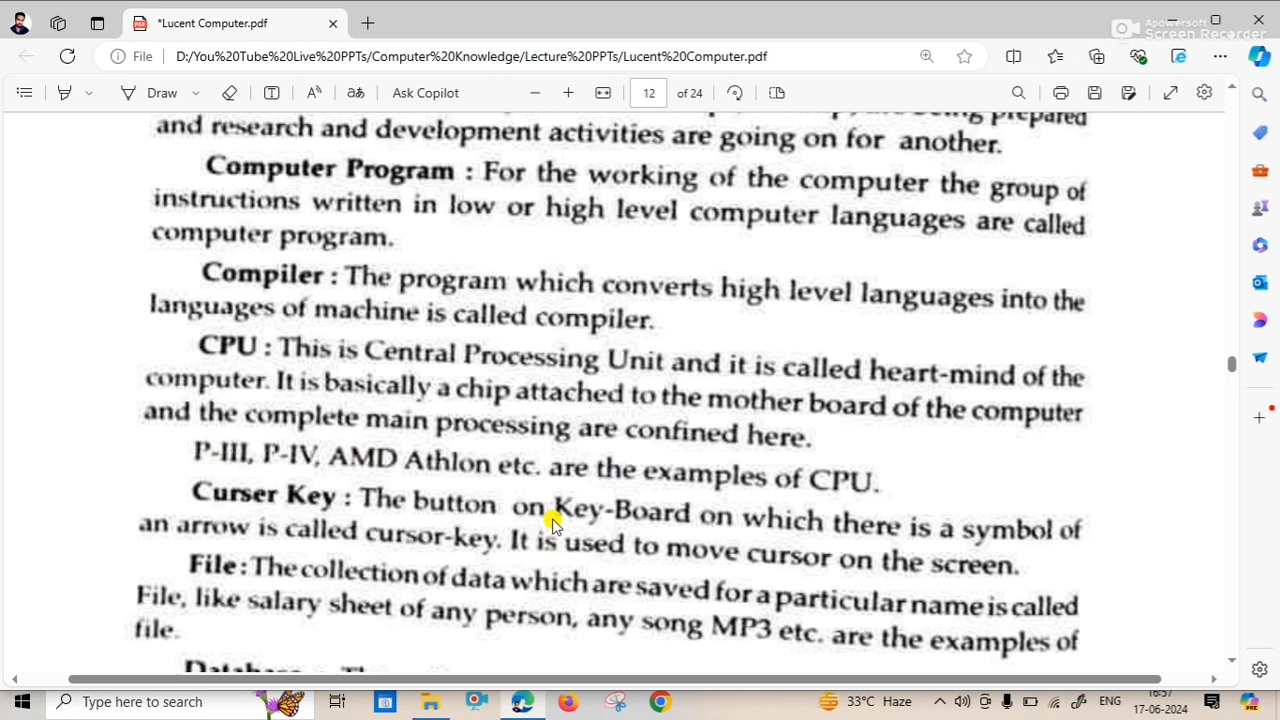 *Lucent Computer.pdf
Apowersoft
Screen Recorder
File
D:/You%20Tube%20Live%20PPTs/Computer%20Knowledge/Lecture%20PPTs/Lucent%20Computer.pdf
Draw
Ask Copilot
12
of 24
prepared
and research and development activities are going on for another.
Computer Program : For the working of the computer the group of
instructions written in low or high level computer languages are called
computer program.
Compiler : The program which converts high level languages into the
languages of machine is called compiler.
CPU : This is Central Processing Unit and it is called heart-mind of the
computer. It is basically a chip attached to the mother board of the computer
and the complete main processing are confined here.
P-III, P-IV, AMD Athlon etc. are the examples of CPU.
Curser Key : The button on Key-Board on which there is a symbol of
an arrow is called cursor-key. It is used to move cursor on the screen.
File : The collection of data which are saved for a particular name is called
File, like salary sheet of any person, any song MP3 etc. are the examples of
file.
Type here to search
33°C Haze
ENG
16:57
17-06-2024